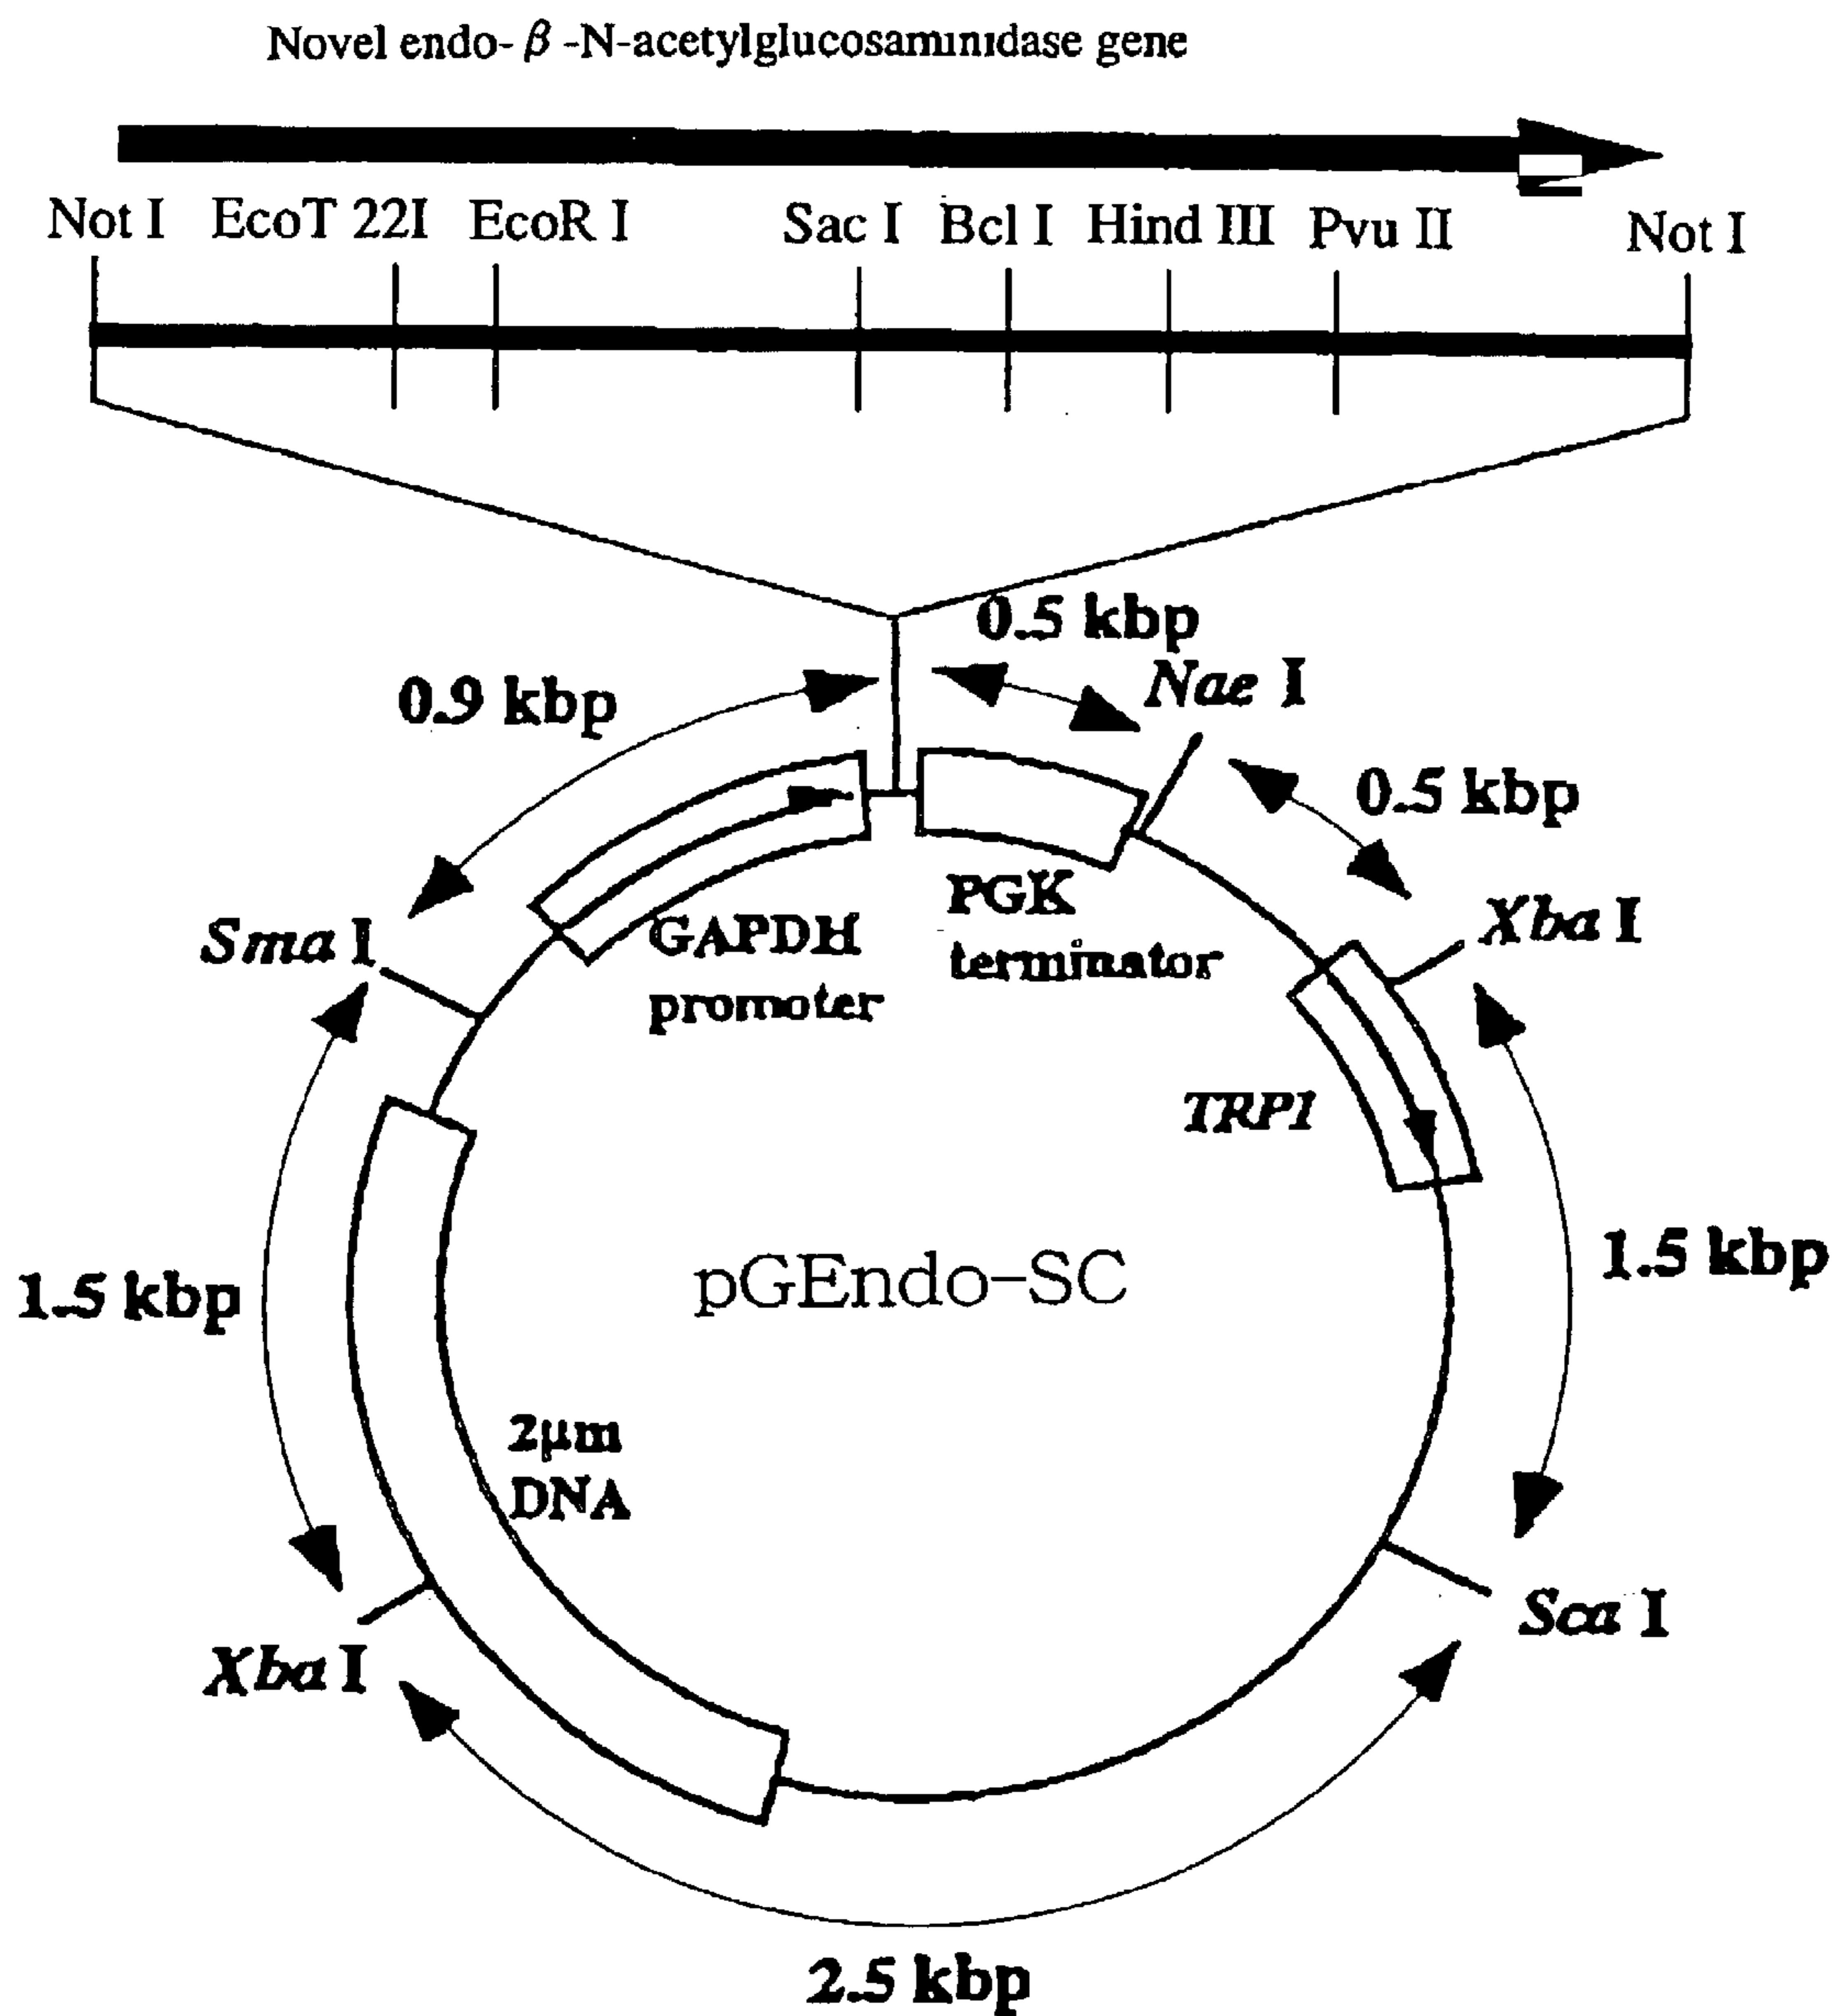 Novel endo-β-N-acetylglucosaminidase gene
Not I EcoT 22I EcoR I Sac I Bcl I Hind III Pvu II Not I
0.5 kbp
0.9 kbp
Nae I
0.5 kbp
Sma I
GAPDH
promoter
PGK
terminator
Xba I
TRP1
1.5 kbp
pGEndo-SC
1.5 kbp
2μm
DNA
Xba I
Sca I
2.5 kbp